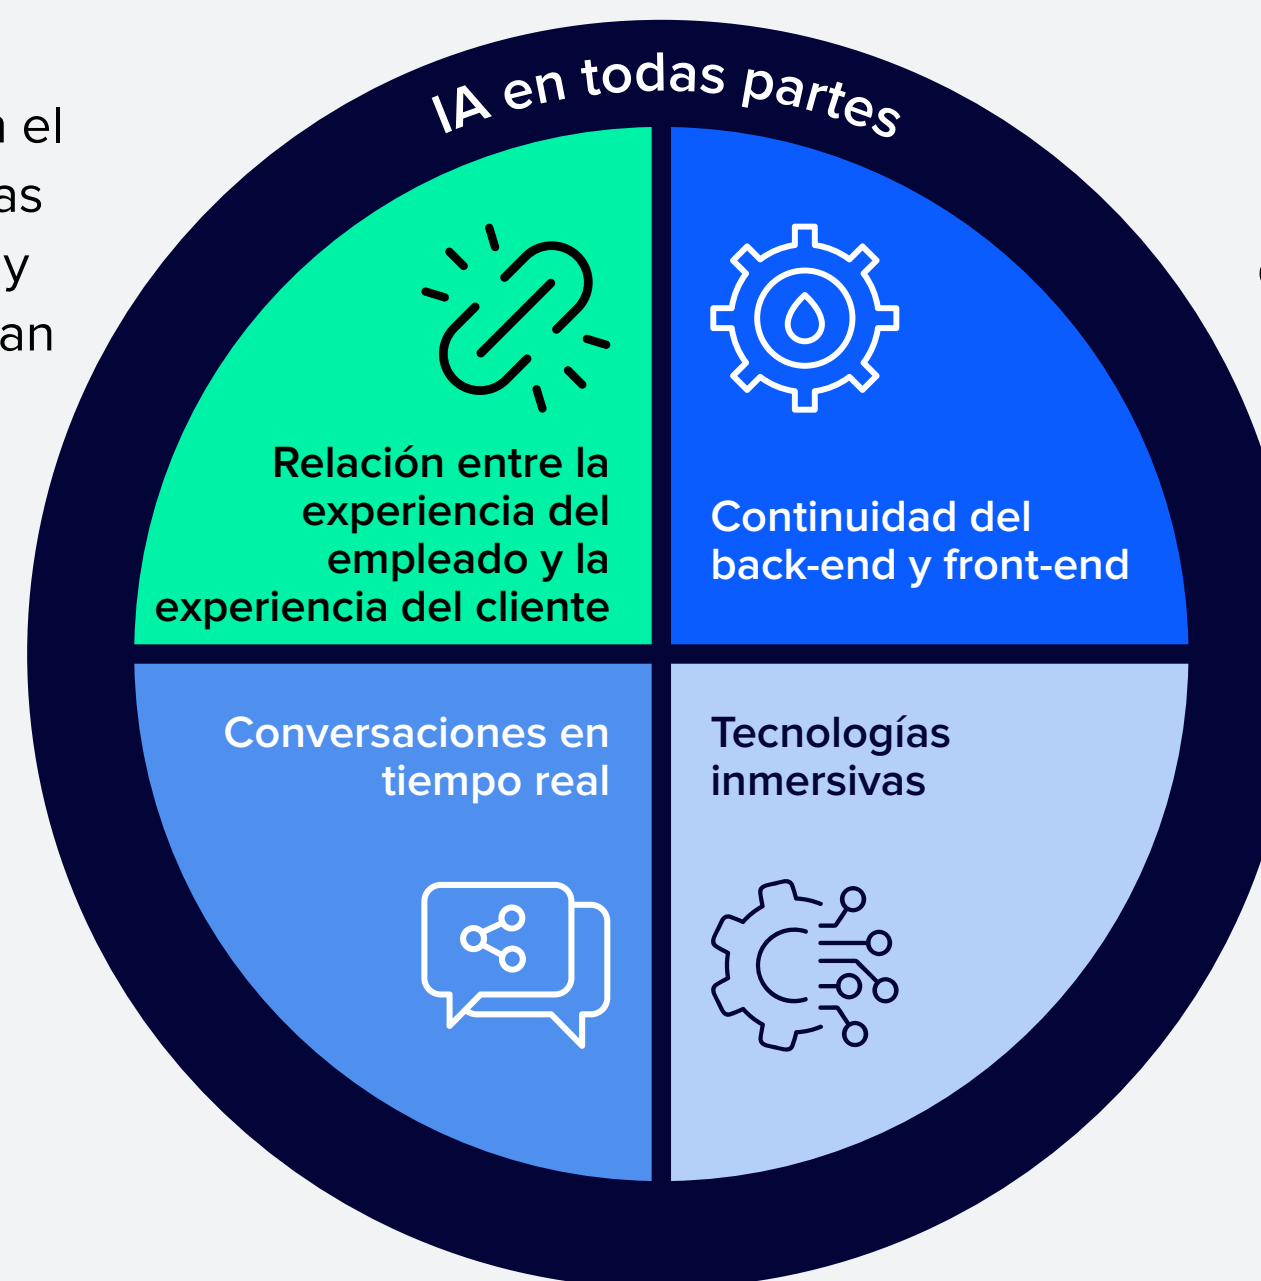 el
y
IA en todas partes
Relación entre la
experiencia del
empleado y la
experiencia del cliente
Continuidad del
back-end y front-end
Conversaciones en
tiempo real
Tecnologías
inmersivas